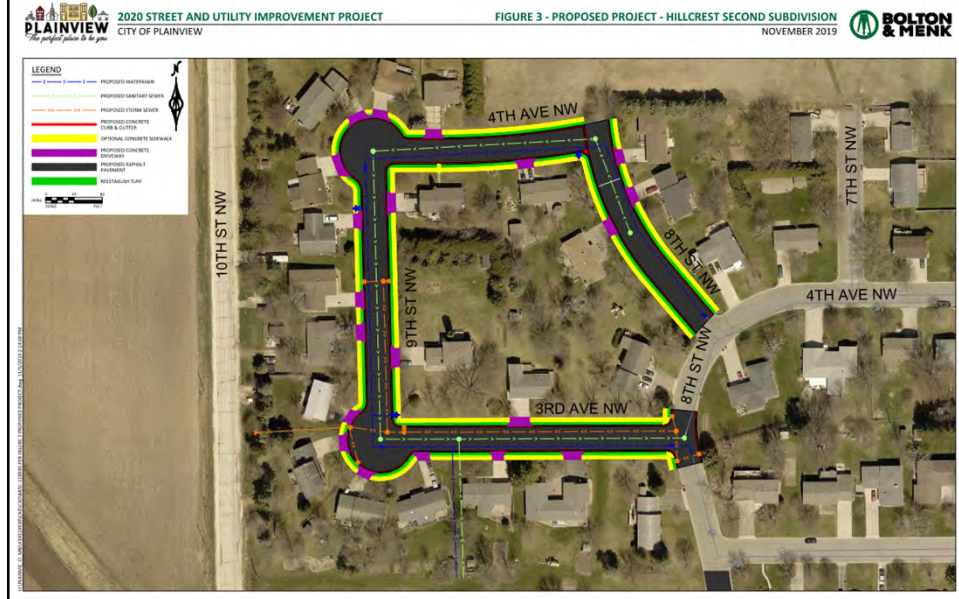 PLAINVIEW
The perfect place to be you
2020 STREET AND UTILITY IMPROVEMENT PROJECT
CITY OF PLAINVIEW
FIGURE 3 - PROPOSED PROJECT - HILLCREST SECOND SUBDIVISION
NOVEMBER 2019
BOLTON
& MENK
LEGEND
PROPOSED WATERMAIN
PROPOSED SANITARY SEWER
PROPOSED STORM SEWER
PROPOSED CONCRETE
CURB & GUTTER
OPTIONAL CONCRETE SIDEWALK
PROPOSED CONCRETE
DRIVEWAY
PROPOSED ASPHALT
PAVEMENT
REESTABLISH TURF
N
4TH AVE NW
7TH ST NW
10TH ST NW
8TH ST NW
4TH AVE NW
9TH ST NW
8TH ST NW
3RD AVE NW